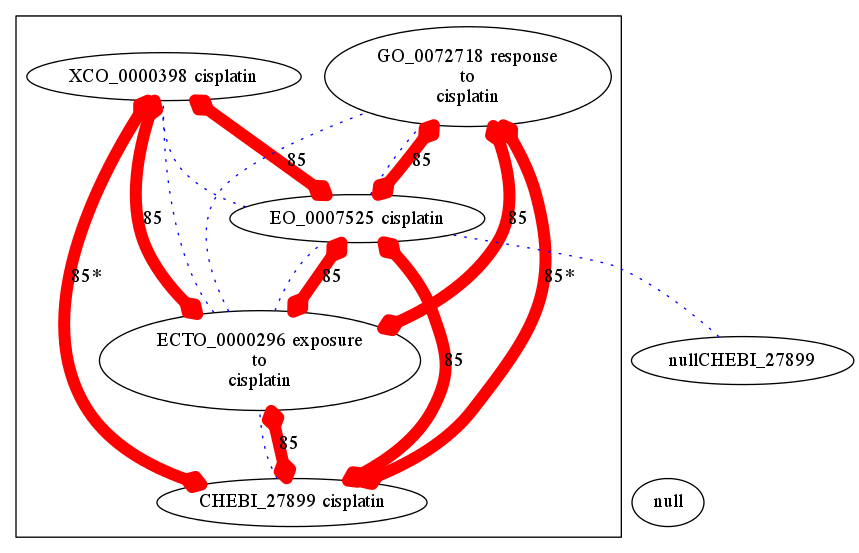 GO_0072718 response
to
cisplatin
XCO_0000398 cisplatin
85
85
EO_0007525 cisplatin
85
85
85*
85
85*
ECTO_0000296 exposure
to
cisplatin
85
nullCHEBI_27899
85
CHEBI_27899 cisplatin
null